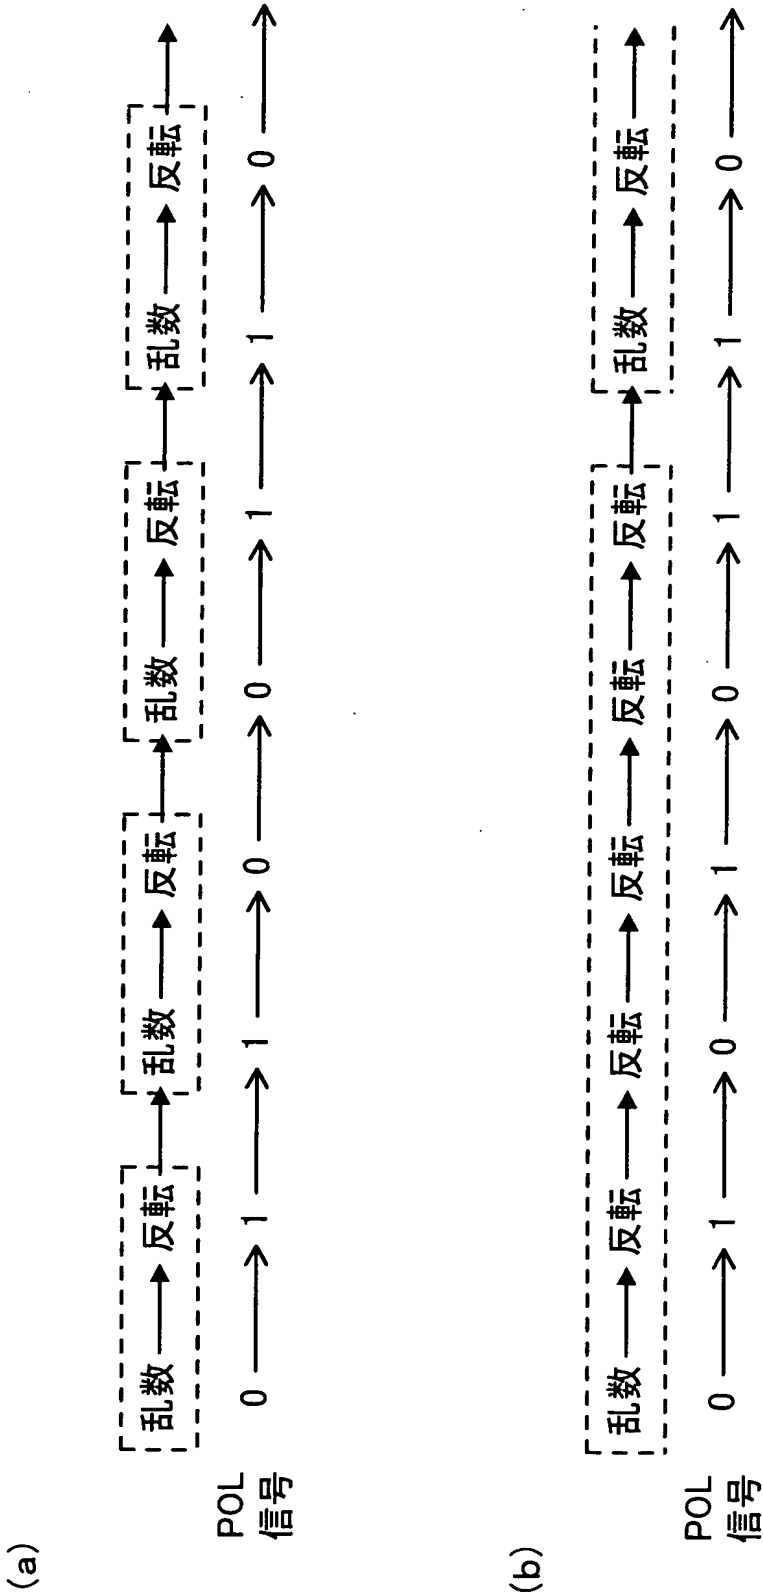 (a)
乱数 → 反転 → 乱数 → 反転 → 乱数 → 反転 → 乱数 → 反転 →
POL
信号
0 → 1 → 1 → 0 → 0 → 1 → 1 → 0 →
(b)
乱数 → 反転 → 反転 → 反転 → 反転 → 反転 → 乱数 → 反転 →
POL
信号
0 → 1 → 0 → 1 → 0 → 1 → 1 → 0 →